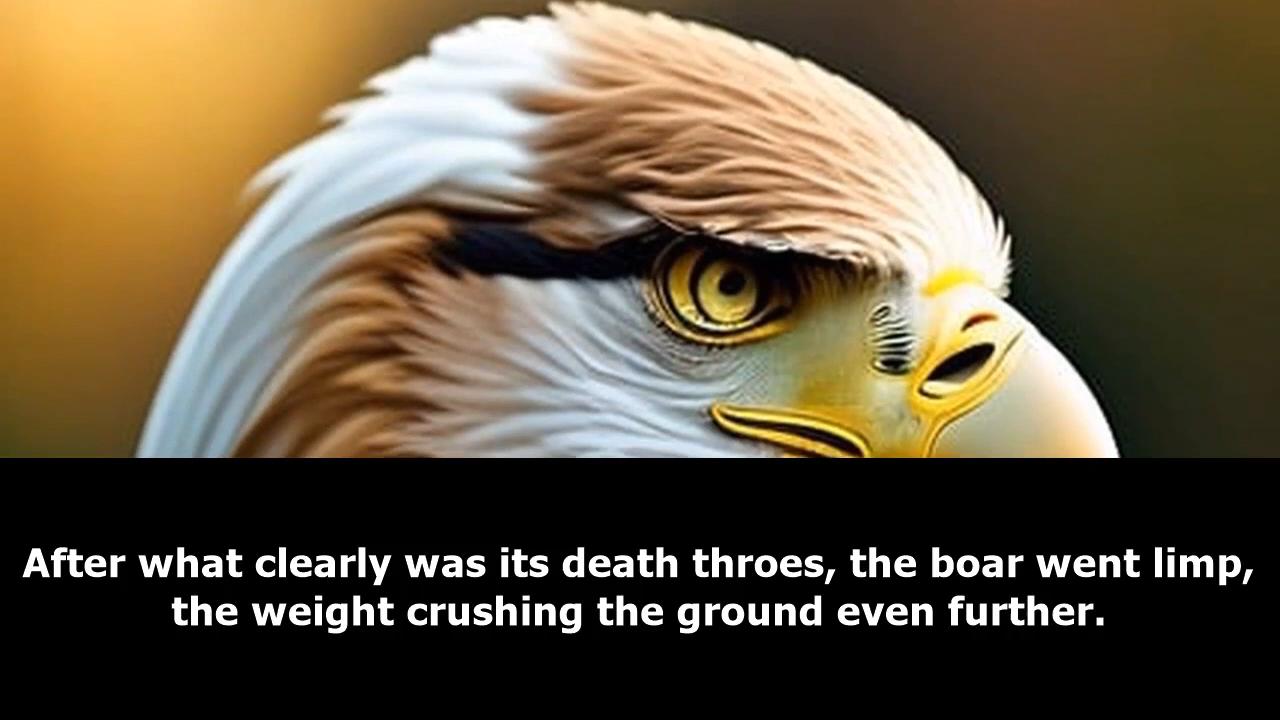 After what clearly was its death throes, the boar went limp,
the weight crushing the ground even further.